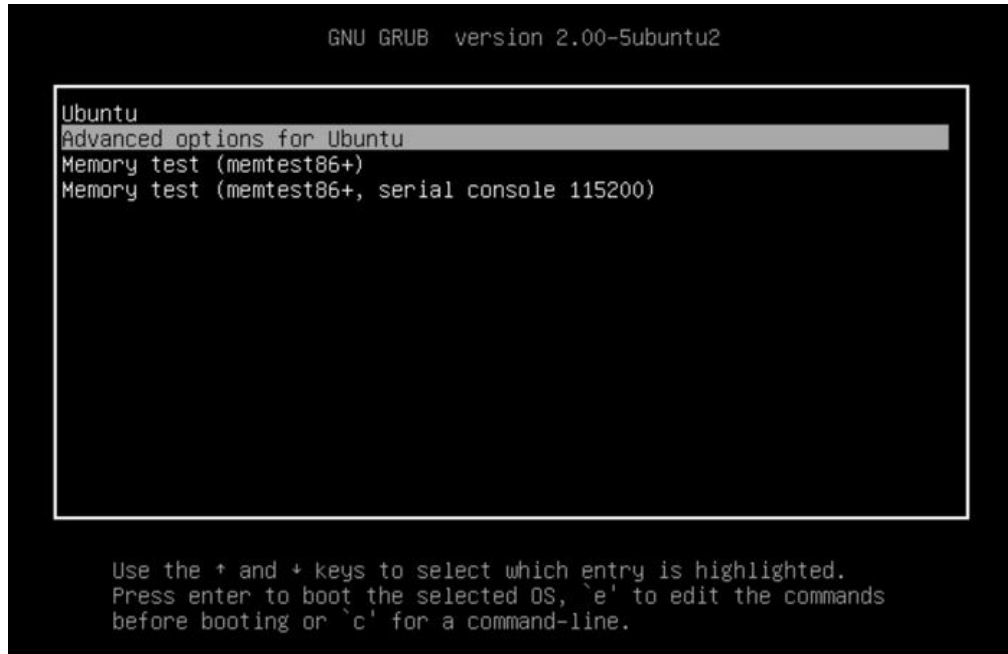 GNU GRUB  version 2.00-5ubuntu2
Ubuntu
Advanced options for Ubuntu
Memory test (memtest86+)
Memory test (memtest86+, serial console 115200)
Use the ↑ and ↓ keys to select which entry is highlighted.
Press enter to boot the selected OS, `e' to edit the commands
before booting or `c' for a command-line.